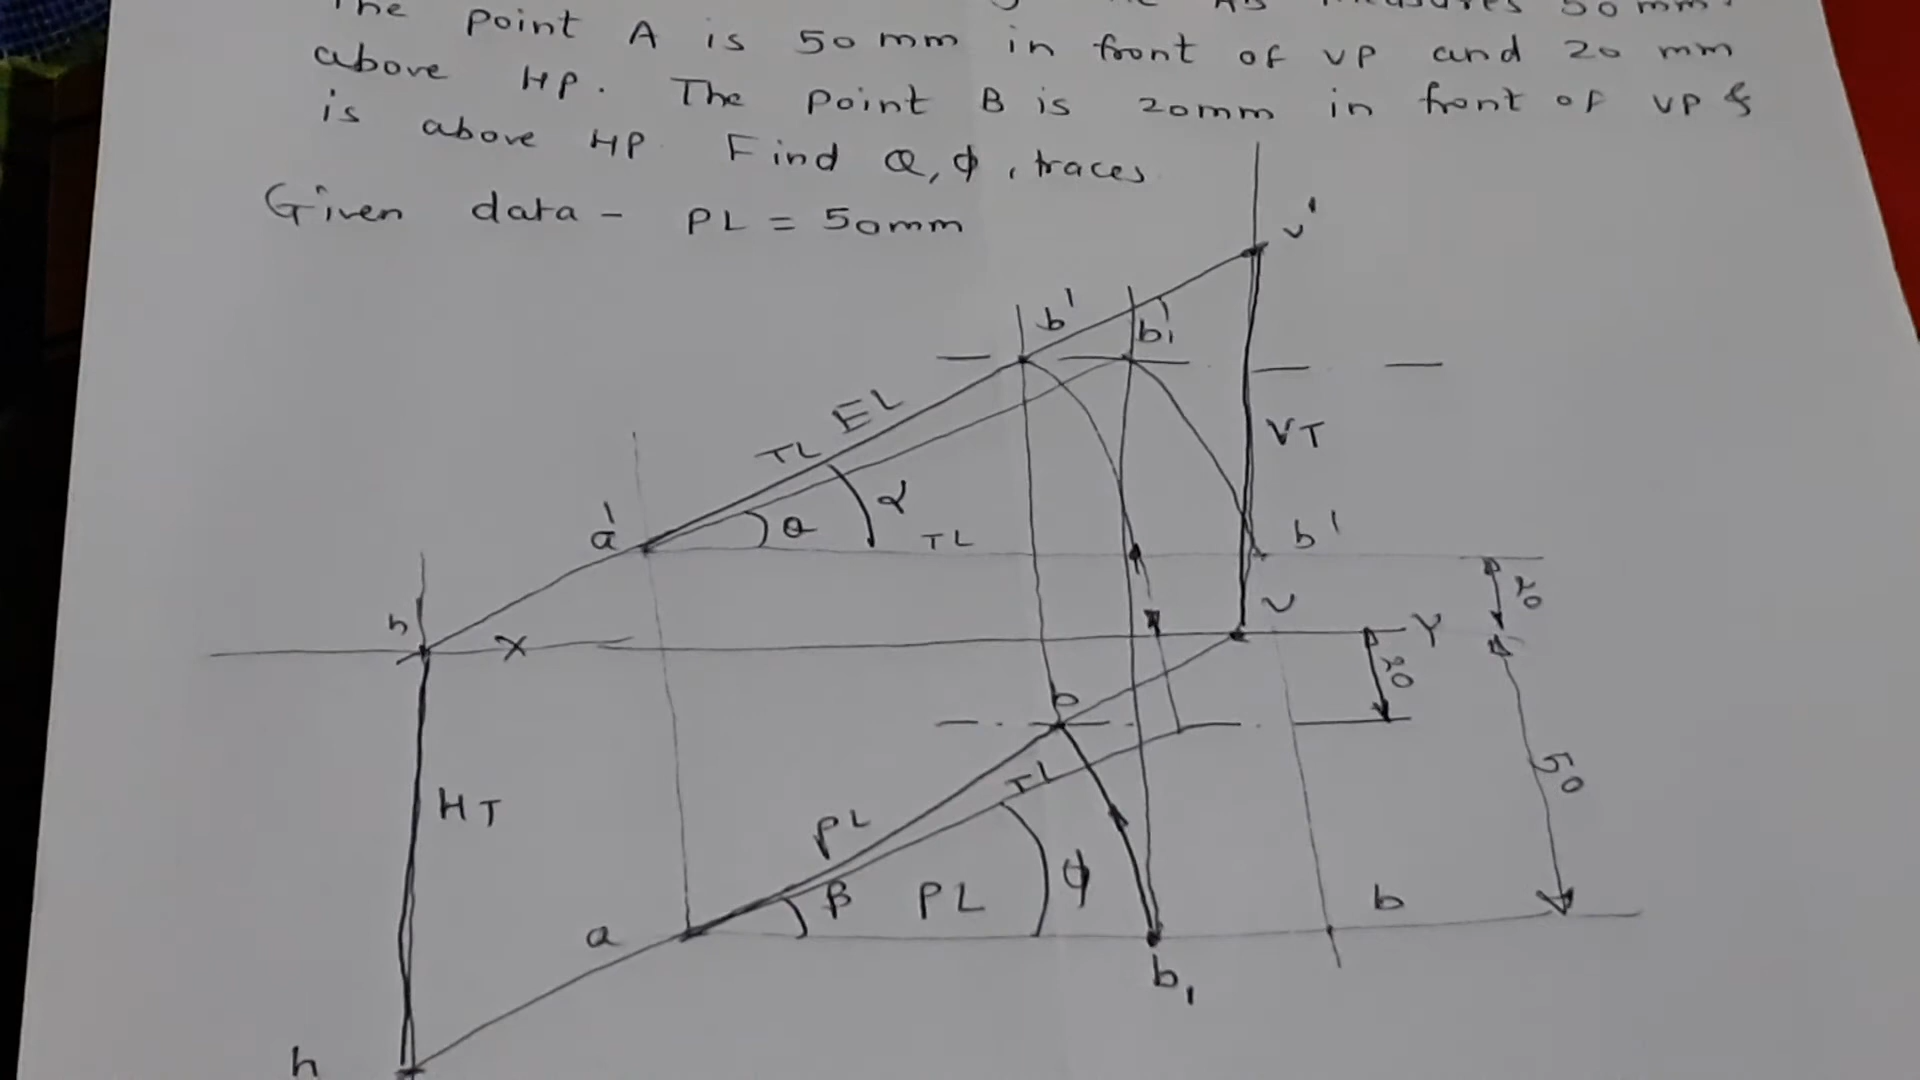 The point A is 50 mm in front of VP and 20 mm
above HP. The point B is 20mm in front of VP &
is above HP Find θ, ϕ, traces
Given data - PL = 50mm
v'
b'
b₁'
EL
TL
VT
α
a'
θ
TL
b'
20
h
X
v
Y
20
b
HT
TL
50
PL
β
PL
ϕ
b
a
b₁
h